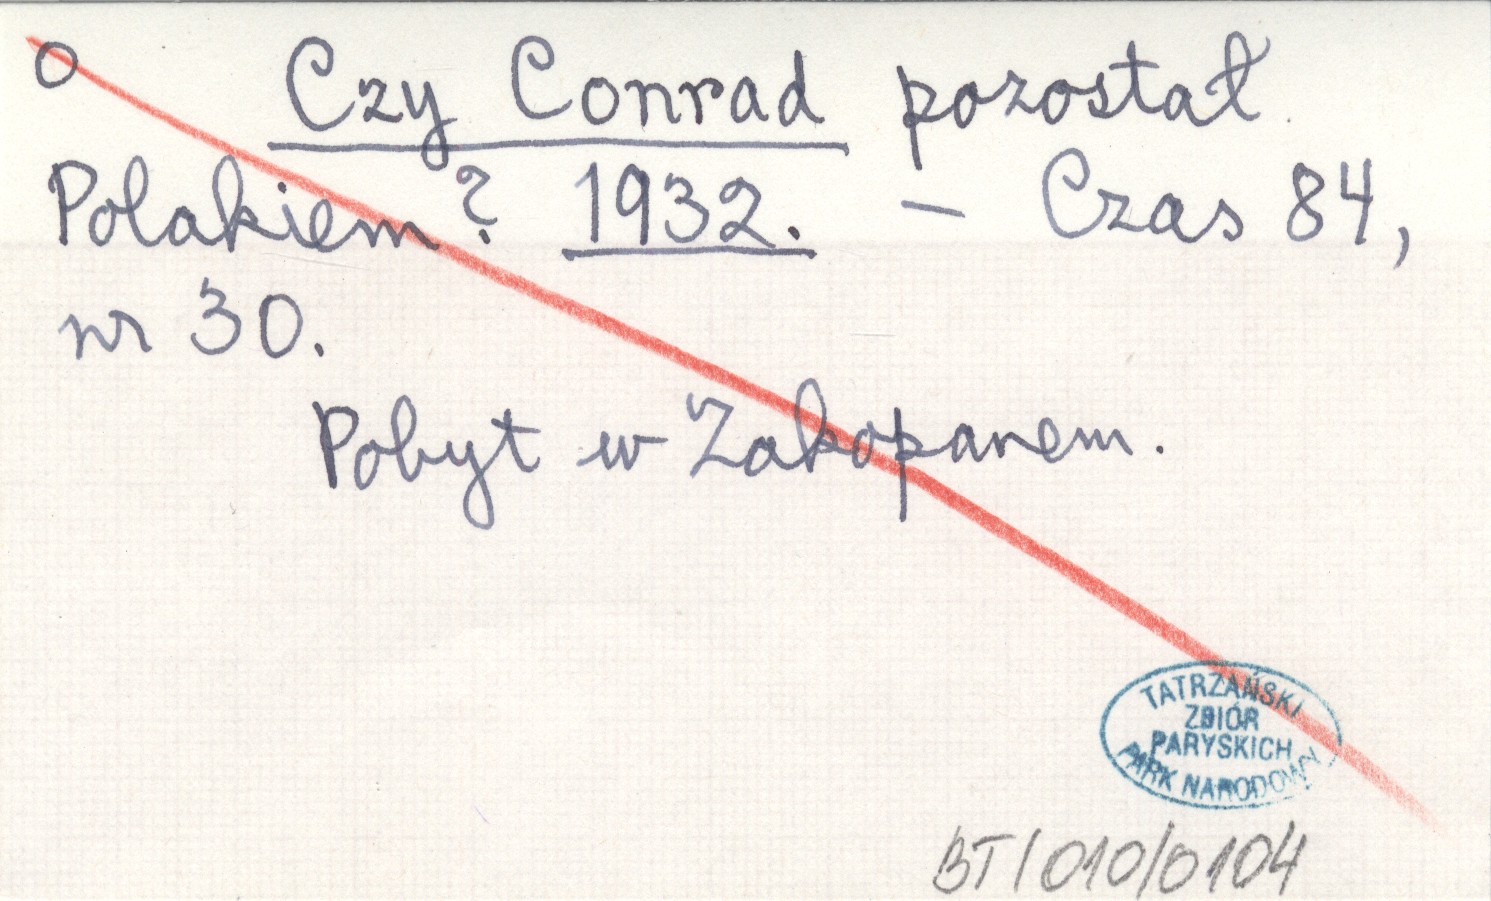 O Czy Conrad pozostał
Polakiem? 1932. — Czas 84,
nr 30.
Pobyt w Zakopanem.
TATRZAŃSKI
ZBIÓR
PARYSKICH
PARK NARODOWY
BT/010/0104